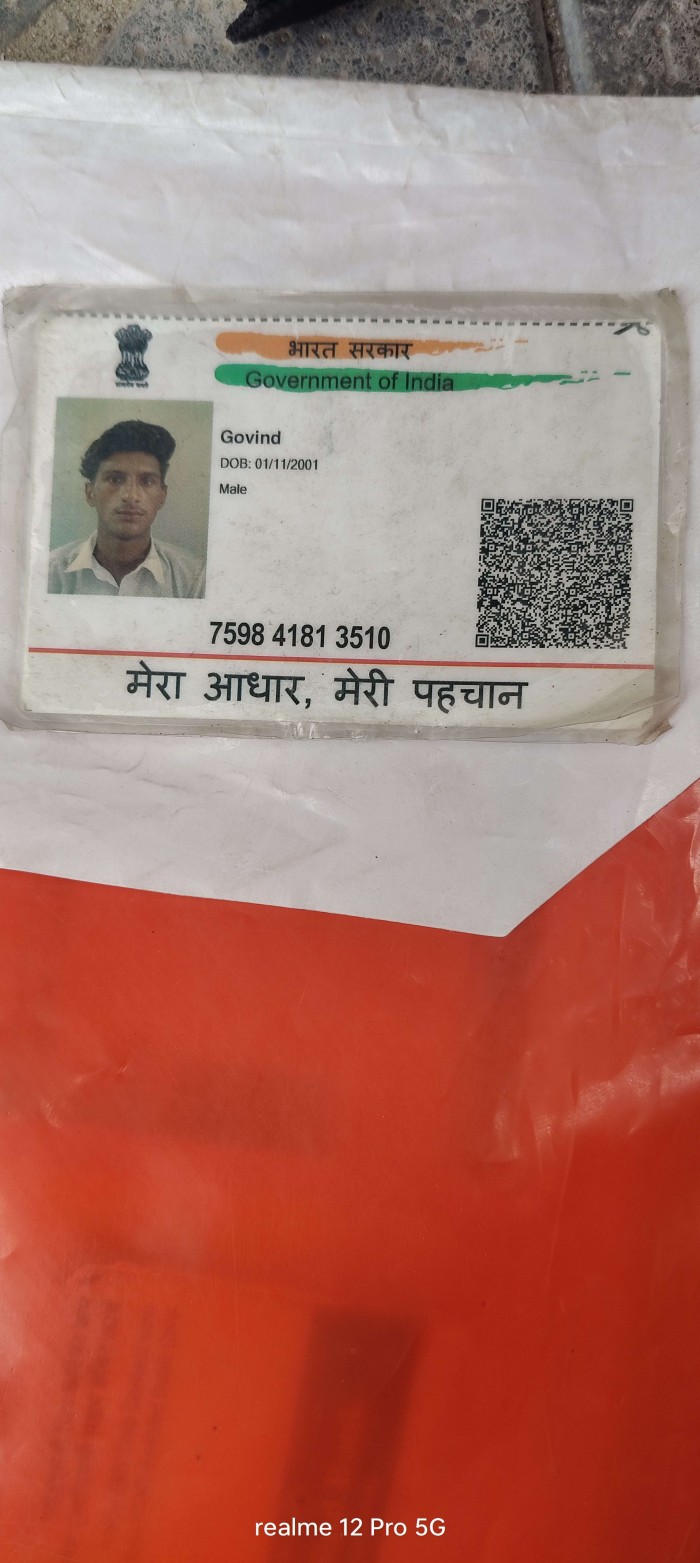 भारत सरकार
Government of India
Govind
DOB: 01/11/2001
Male
7598 4181 3510
मेरा आधार, मेरी पहचान
realme 12 Pro 5G